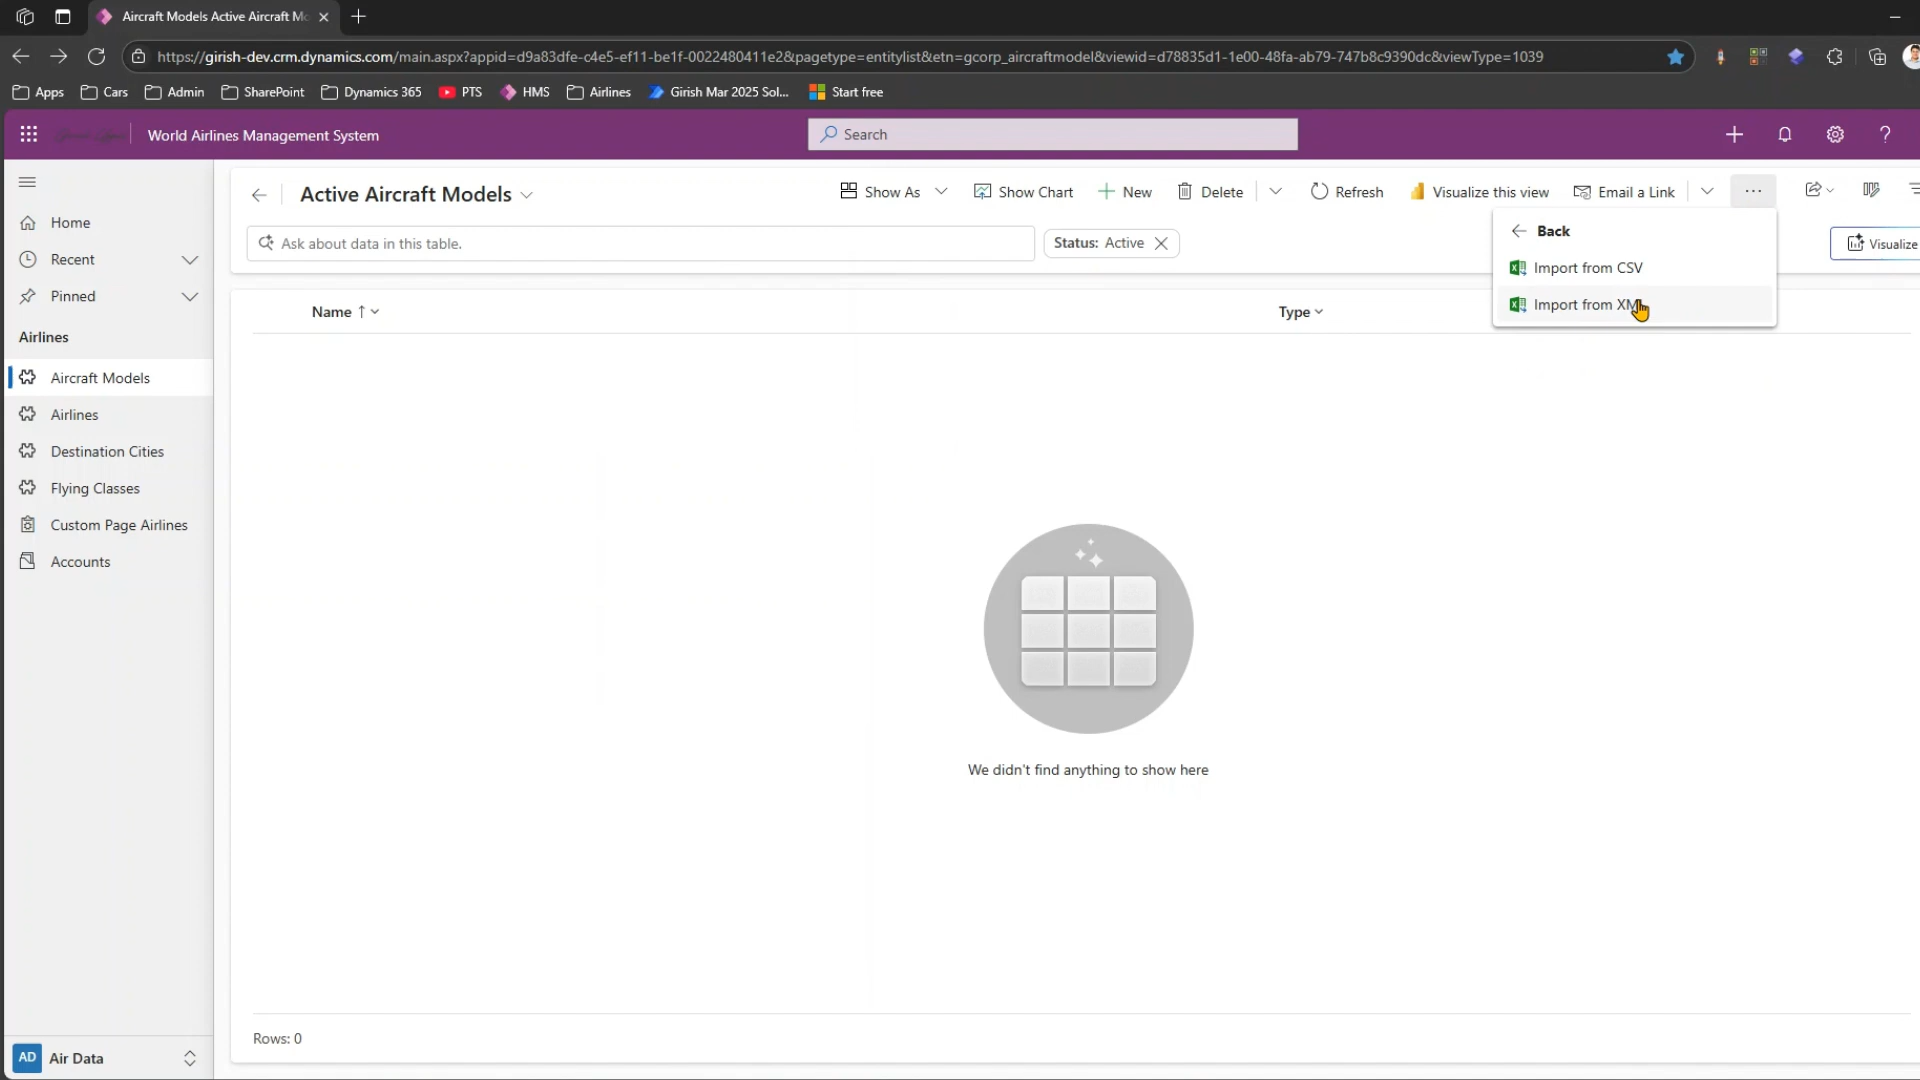 Aircraft Models Active Aircraft Mo
https://girish-dev.crm.dynamics.com/main.aspx?appid=d9a83dfe-c4e5-ef11-be1f-0022480411e2&pagetype=entitylist&etn=gcorp_aircraftmodel&viewid=d78835d1-1e00-48fa-ab79-747b8c9390dc&viewType=1039
Apps Cars Admin SharePoint Dynamics 365 PTS HMS Airlines Girish Mar 2025 Sol... Start free
World Airlines Management System
Search
Active Aircraft Models
Show As Show Chart New Delete Refresh Visualize this view Email a Link
Ask about data in this table.
Status: Active
Visualize
Back
Import from CSV
Import from XM
Home
Recent
Pinned
Airlines
Aircraft Models
Airlines
Destination Cities
Flying Classes
Custom Page Airlines
Accounts
Name Type
We didn't find anything to show here
Rows: 0
AD Air Data